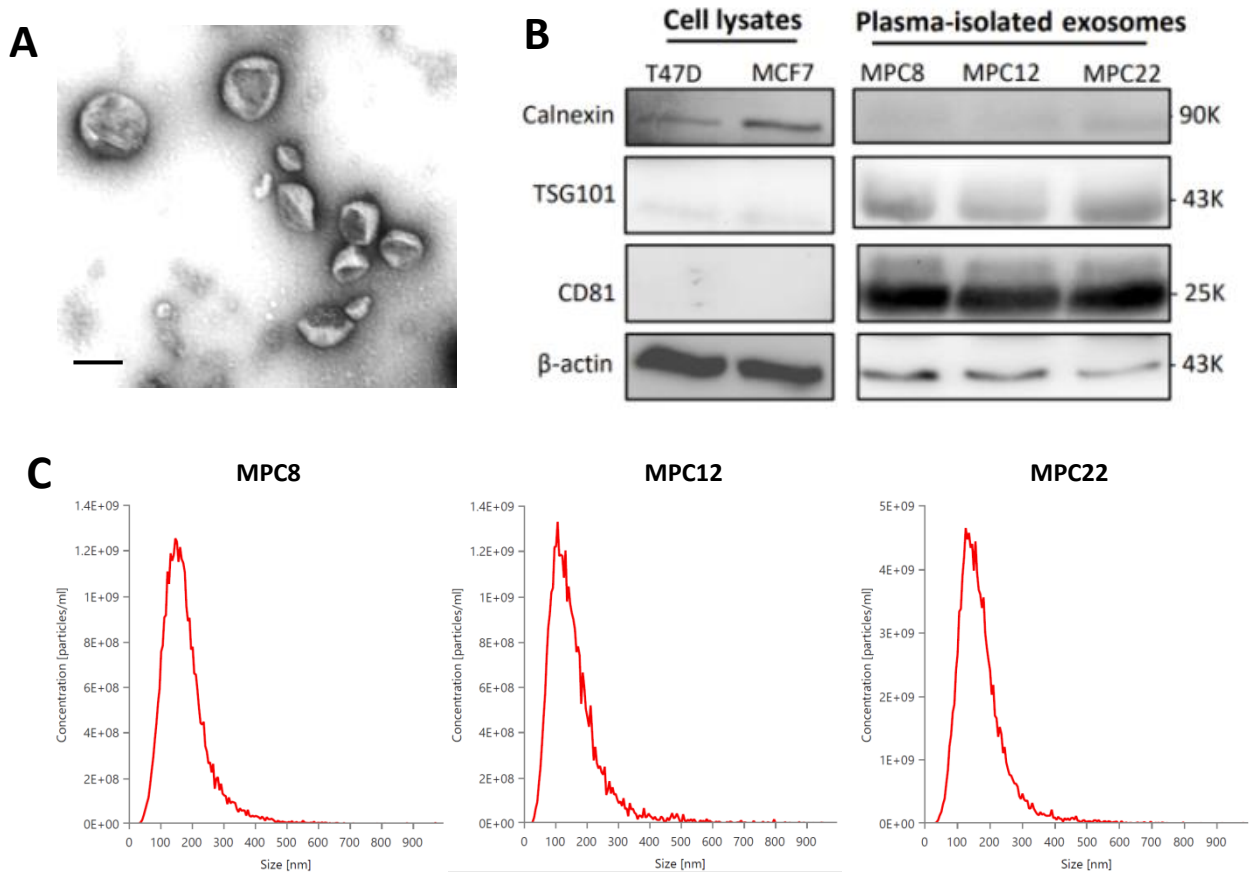 A
B
Cell lysates
Plasma-isolated exosomes
T47D
MCF7
MPC8
MPC12
MPC22
Calnexin
90K
TSG101
43K
CD81
25K
β-actin
43K
C
MPC8
MPC12
MPC22
Concentration [particles/ml]
1.4E+09
1.2E+09
1E+09
8E+08
6E+08
4E+08
2E+08
0E+00
0 100 200 300 400 500 600 700 800 900
Size [nm]
Concentration [particles/ml]
1.4E+09
1.2E+09
1E+09
8E+08
6E+08
4E+08
2E+08
0E+00
0 100 200 300 400 500 600 700 800 900
Size [nm]
Concentration [particles/ml]
5E+09
4E+09
3E+09
2E+09
1E+09
0E+00
0 100 200 300 400 500 600 700 800 900
Size [nm]